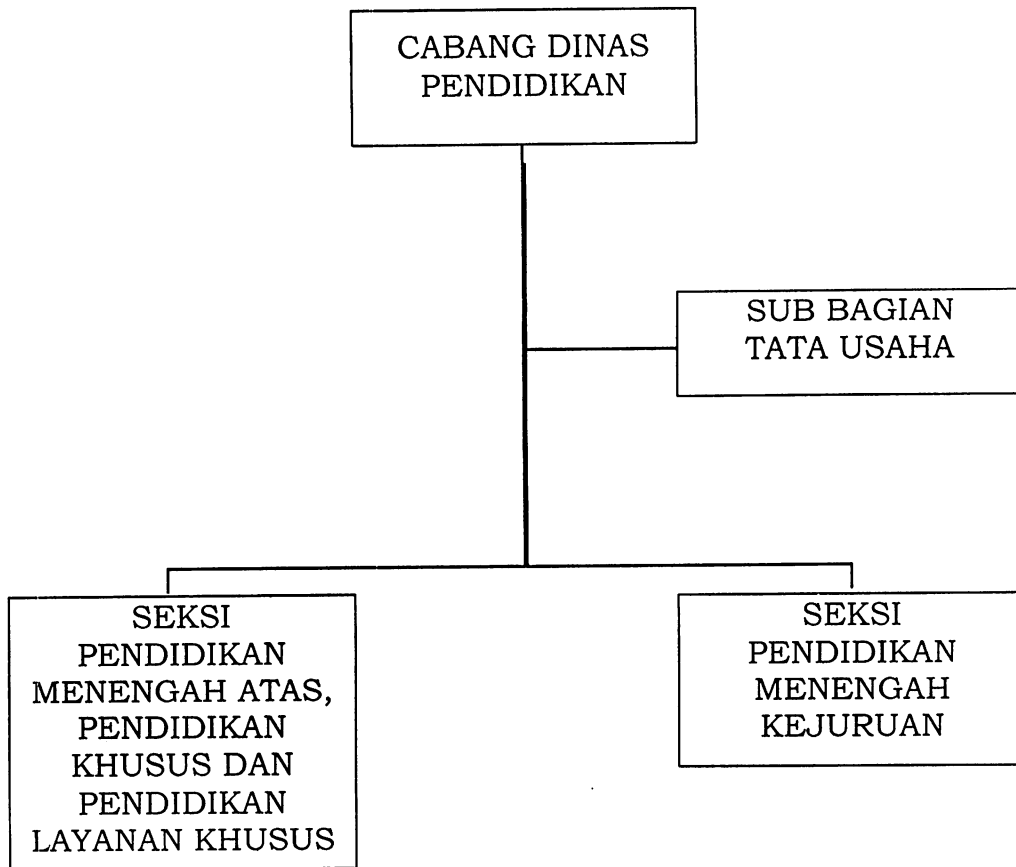 CABANG DINAS
PENDIDIKAN
SUB BAGIAN
TATA USAHA
SEKSI
PENDIDIKAN
MENENGAH ATAS,
PENDIDIKAN
KHUSUS DAN
PENDIDIKAN
LAYANAN KHUSUS
SEKSI
PENDIDIKAN
MENENGAH
KEJURUAN